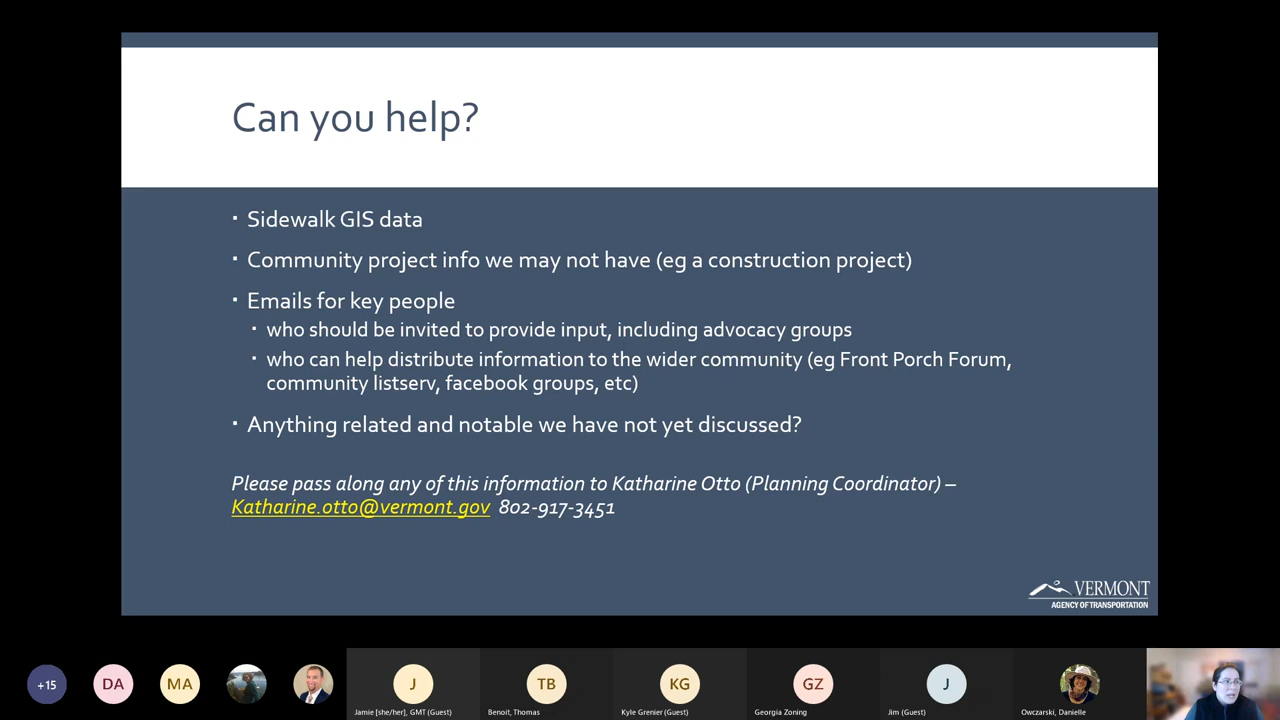 Can you help?
Sidewalk GIS data
Community project info we may not have (eg a construction project)
Emails for key people
who should be invited to provide input, including advocacy groups
who can help distribute information to the wider community (eg Front Porch Forum,
community listserv, facebook groups, etc)
Anything related and notable we have not yet discussed?
Please pass along any of this information to Katharine Otto (Planning Coordinator) –
Katharine.otto@vermont.gov 802-917-3451
VERMONT
AGENCY OF TRANSPORTATION
+15
DA
MA
J
TB
KG
GZ
J
Jamie [she/her], GMT (Guest)
Benoit, Thomas
Kyle Grenier (Guest)
Georgia Zoning
Jim (Guest)
Owczarski, Danielle